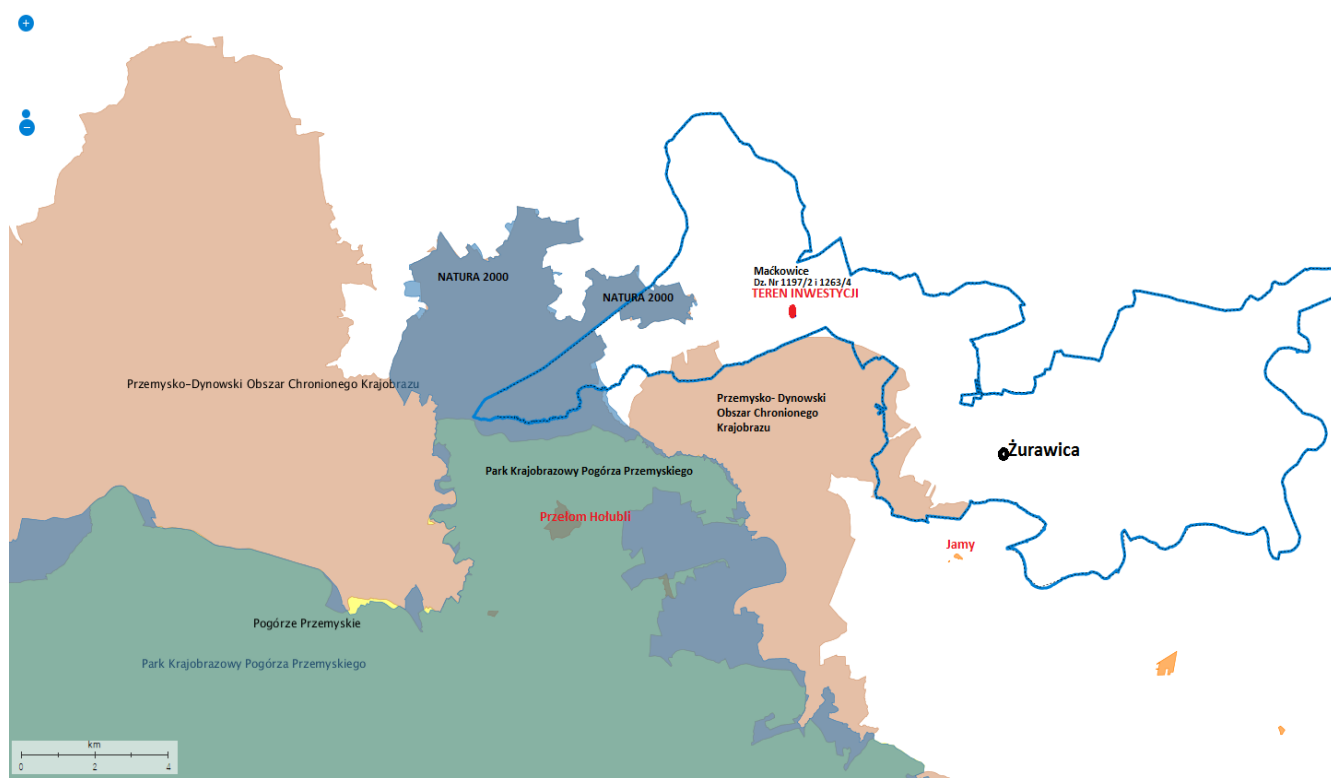 +
−
NATURA 2000
Maćkowice
Dz. Nr 1197/2 i 1263/4
TEREN INWESTYCJI
NATURA 2000
Przemysko-Dynowski Obszar Chronionego Krajobrazu
Przemysko- Dynowski
Obszar Chronionego
Krajobrazu
Żurawica
Park Krajobrazowy Pogórza Przemyskiego
Przełom Hołubli
Jamy
Pogórze Przemyskie
Park Krajobrazowy Pogórza Przemyskiego
km
0 2 4